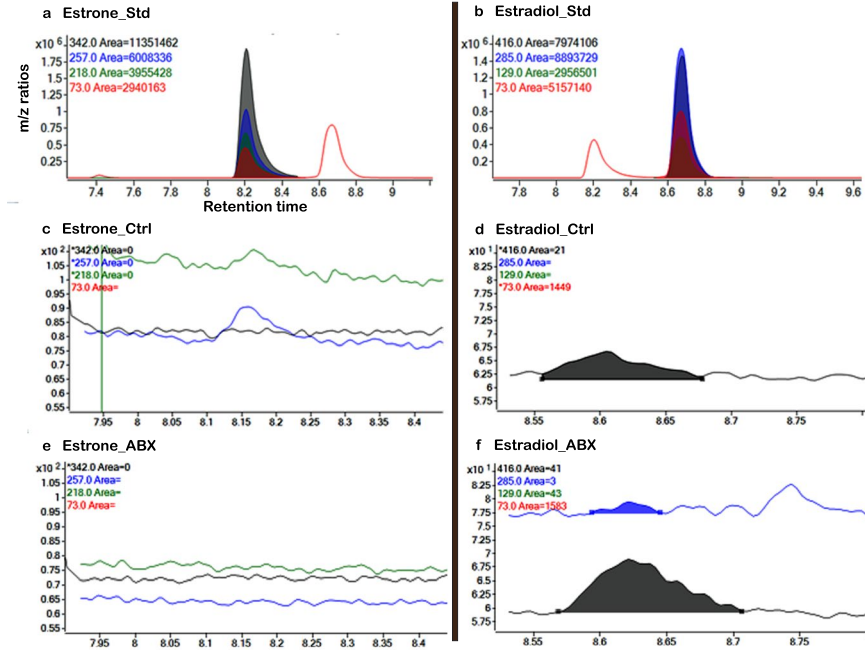 a Estrone_Std
x10 6
342.0 Area=11351462
257.0 Area=6008336
218.0 Area=3955428
73.0 Area=2940163
1.75
1.5
1.25
1
0.75
0.5
0.25
m/z ratios
7.4 7.6 7.8 8 8.2 8.4 8.6 8.8 9
Retention time
b Estradiol_Std
x10 6
416.0 Area=7974106
285.0 Area=8893729
129.0 Area=2956501
73.0 Area=5157140
1.4
1.2
1
0.8
0.6
0.4
0.2
7.8 8 8.2 8.4 8.6 8.8 9 9.2 9.4 9.6
c Estrone_Ctrl
x10 2
*342.0 Area=0
*257.0 Area=0
*218.0 Area=0
73.0 Area=
1.05
1
0.95
0.9
0.85
0.8
0.75
0.7
0.65
0.6
0.55
7.95 8 8.05 8.1 8.15 8.2 8.25 8.3 8.35 8.4
d Estradiol_Ctrl
x10 1
*416.0 Area=21
285.0 Area=
129.0 Area=
*73.0 Area=1449
8.25
8
7.75
7.5
7.25
7
6.75
6.5
6.25
6
5.75
8.55 8.6 8.65 8.7 8.75
e Estrone_ABX
x10 2
*342.0 Area=0
257.0 Area=
218.0 Area=
73.0 Area=
1.05
1
0.95
0.9
0.85
0.8
0.75
0.7
0.65
0.6
0.55
7.95 8 8.05 8.1 8.15 8.2 8.25 8.3 8.35 8.4
f Estradiol_ABX
x10 1
416.0 Area=41
285.0 Area=3
129.0 Area=43
73.0 Area=1583
8.25
8
7.75
7.5
7.25
7
6.75
6.5
6.25
6
5.75
8.55 8.6 8.65 8.7 8.75